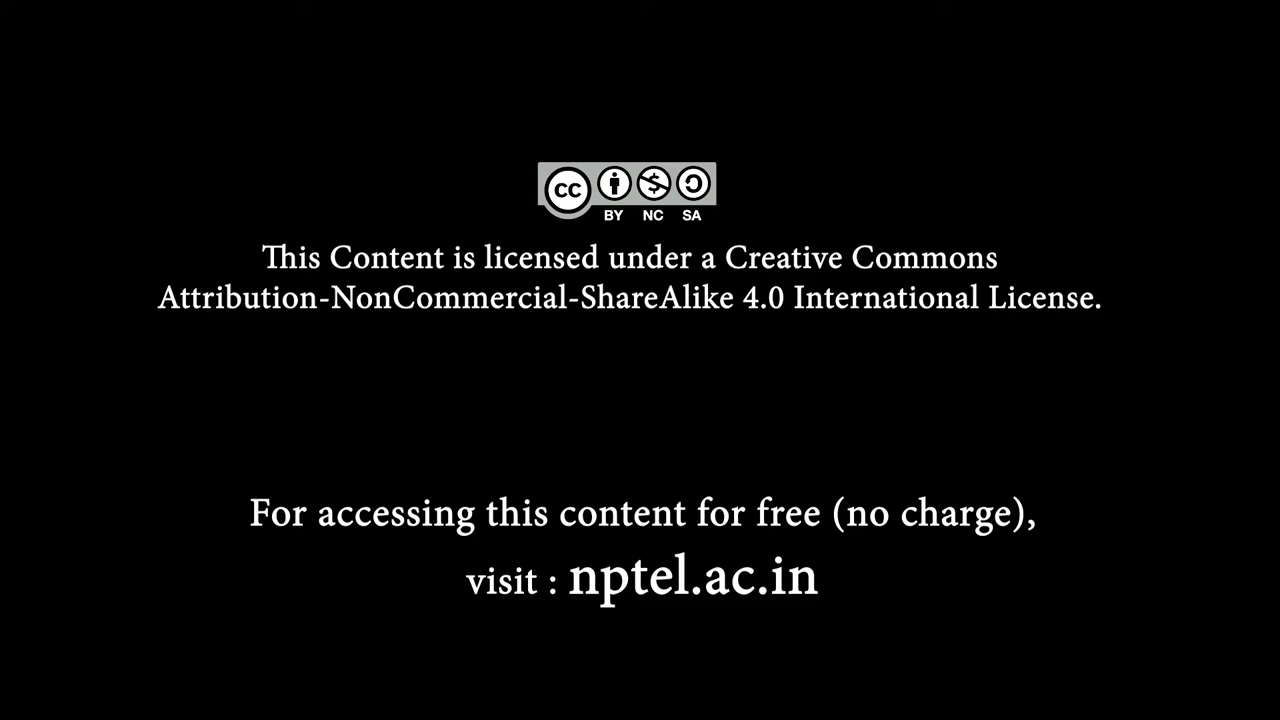 CC BY NC SA
This Content is licensed under a Creative Commons
Attribution-NonCommercial-ShareAlike 4.0 International License.
For accessing this content for free (no charge),
visit : nptel.ac.in